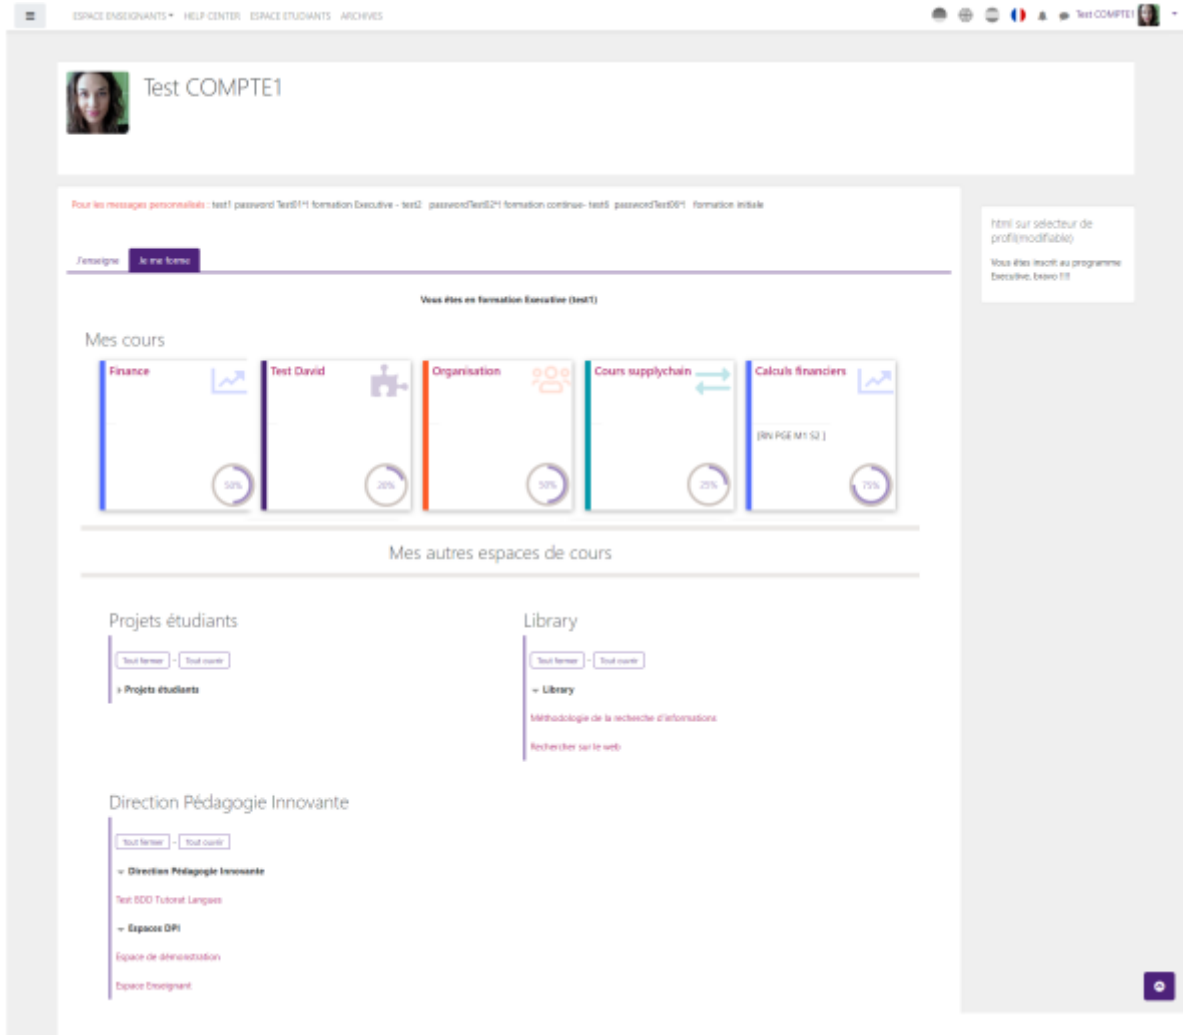 ESPACE ENSEIGNANTS HELP CENTER ESPACE ETUDIANTS ARCHIVES
Test COMPTE1
Test COMPTE1
Pour les messages personnalisés : test1 password Test01*! formation Executive - test2 passwordTest02*! formation continue- test6 passwordTest06*! formation initiale
html sur selecteur de
profil(modifiable)
Vous êtes inscrit au programme
Executive, bravo !!!!
J'enseigne Je me forme
Vous êtes en formation Executive (test1)
Mes cours
Finance
50%
Test David
20%
Organisation
50%
Cours supplychain
25%
Calculs financiers
[RN PGE M1 S2 ]
75%
Mes autres espaces de cours
Projets étudiants
Tout fermer - Tout ouvrir
Projets étudiants
Library
Tout fermer - Tout ouvrir
Library
Méthodologie de la recherche d'informations
Rechercher sur le web
Direction Pédagogie Innovante
Tout fermer - Tout ouvrir
Direction Pédagogie Innovante
Test BDD Tutorat Langues
Espaces DPI
Espace de démonstration
Espace Enseignant